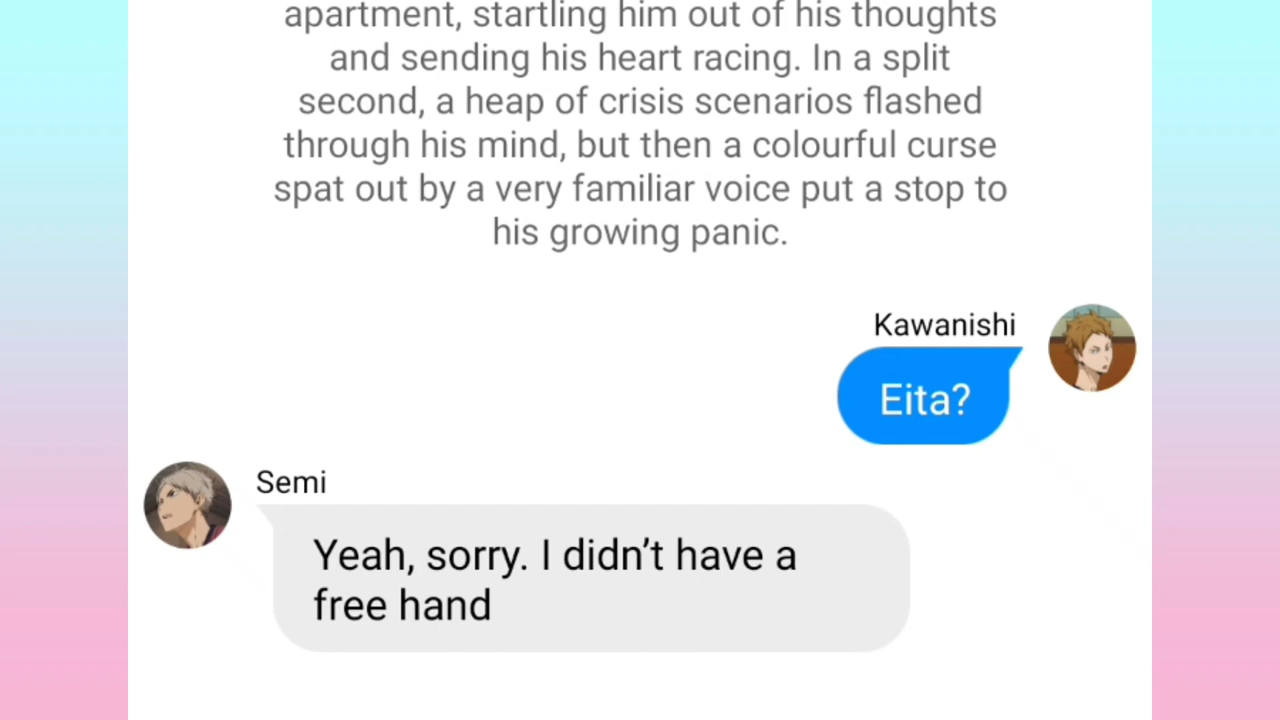 apartment, startling him out of his thoughts
and sending his heart racing. In a split
second, a heap of crisis scenarios flashed
through his mind, but then a colourful curse
spat out by a very familiar voice put a stop to
his growing panic.
Kawanishi
Eita?
Semi
Yeah, sorry. I didn’t have a
free hand